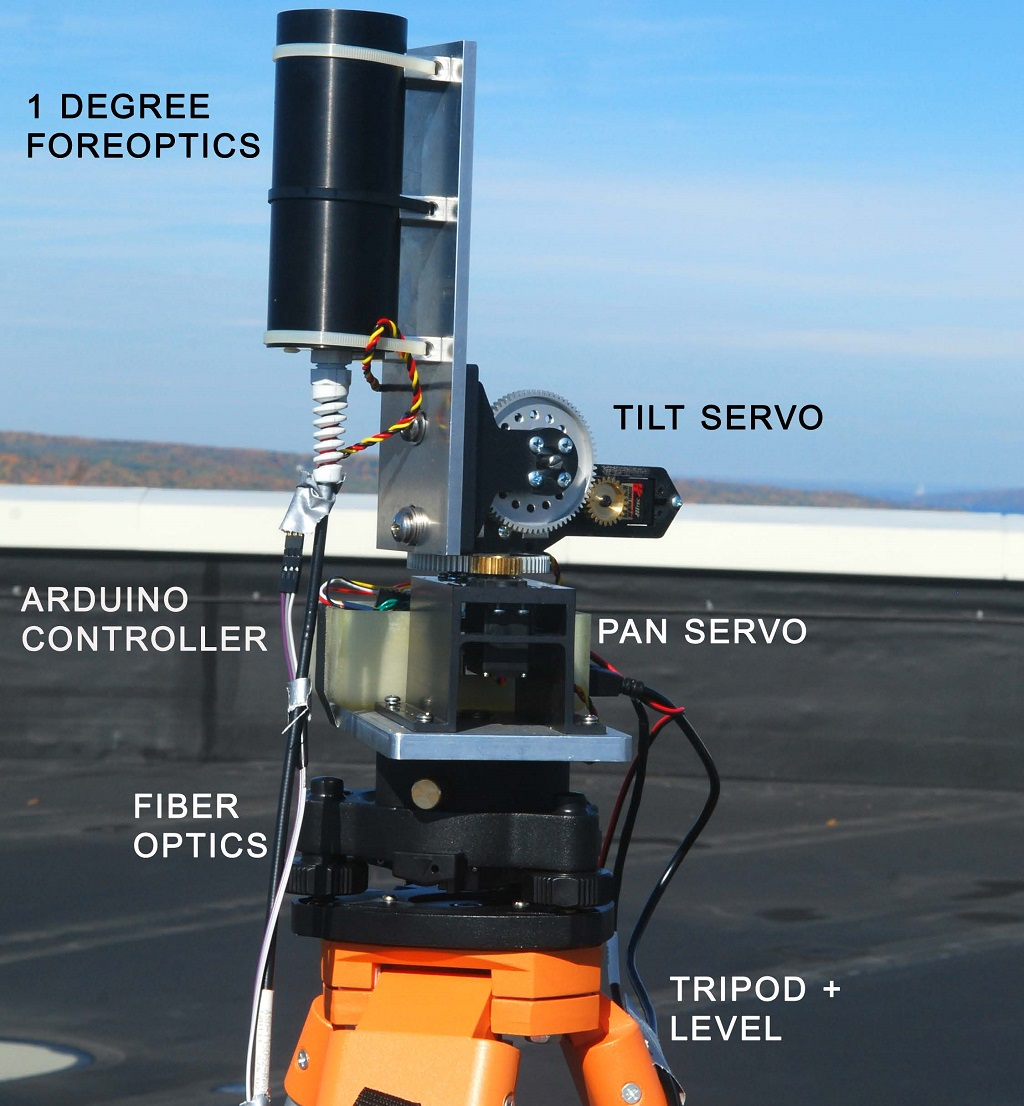 1 DEGREE
FOREOPTICS
TILT SERVO
ARDUINO
CONTROLLER
PAN SERVO
FIBER
OPTICS
TRIPOD +
LEVEL